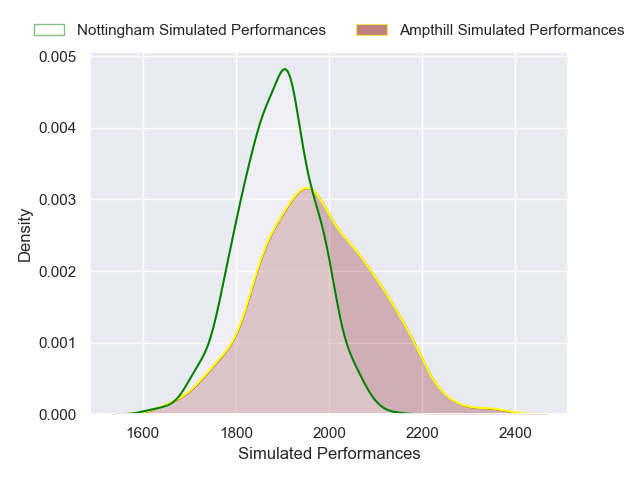 Nottingham Simulated Performances Ampthill Simulated Performances
0.005
0.004
0.003
0.002
0.001
0.000
Density
1600 1800 2000 2200 2400
Simulated Performances